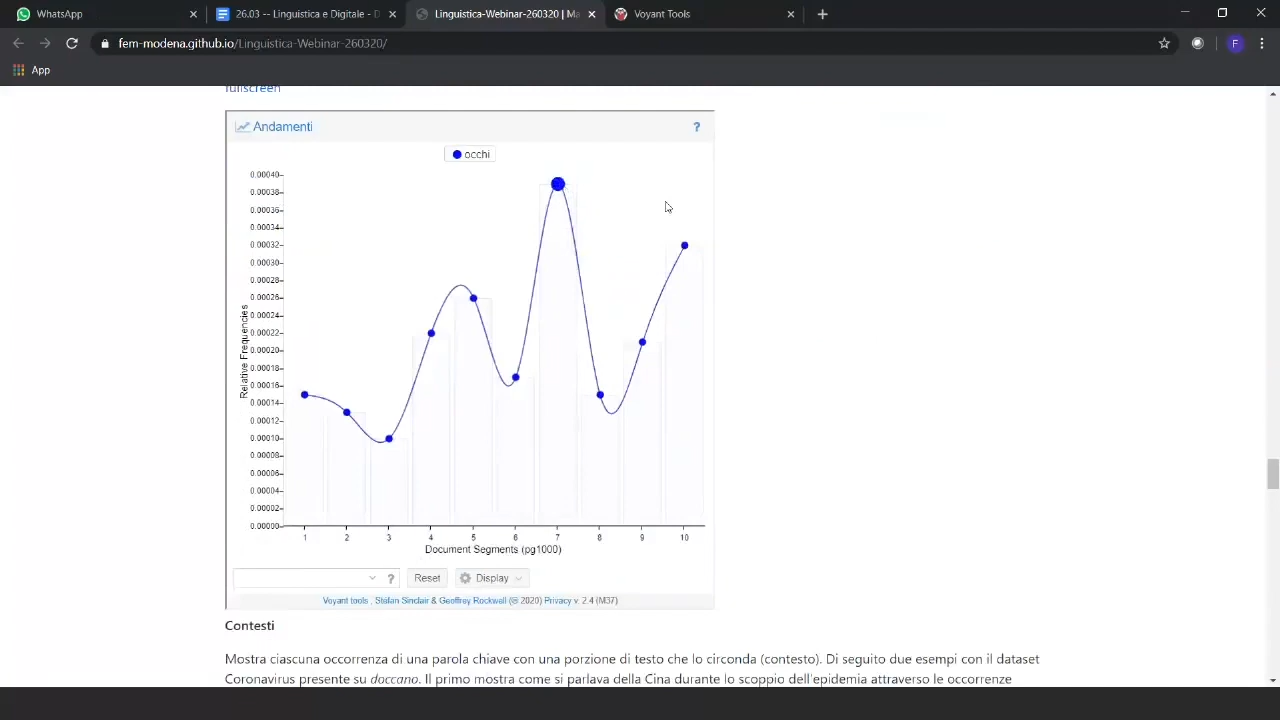 WhatsApp
26.03 -- Linguistica e Digitale - D
Linguistica-Webinar-260320 | Ma
Voyant Tools
fem-modena.github.io/Linguistica-Webinar-260320/
F
App
fullscreen
Andamenti
?
occhi
0.00040
0.00038
0.00036
0.00034
0.00032
0.00030
0.00028
0.00026
0.00024
0.00022
0.00020
0.00018
0.00016
0.00014
0.00012
0.00010
0.00008
0.00006
0.00004
0.00002
0.00000
Relative Frequencies
1 2 3 4 5 6 7 8 9 10
Document Segments (pg1000)
? Reset Display
Voyant tools , Stéfan Sinclair & Geoffrey Rockwell (© 2020) Privacy v. 2.4 (M37)
Contesti
Mostra ciascuna occorrenza di una parola chiave con una porzione di testo che lo circonda (contesto). Di seguito due esempi con il dataset
Coronavirus presente su doccano. Il primo mostra come si parlava della Cina durante lo scoppio dell'epidemia attraverso le occorrenze